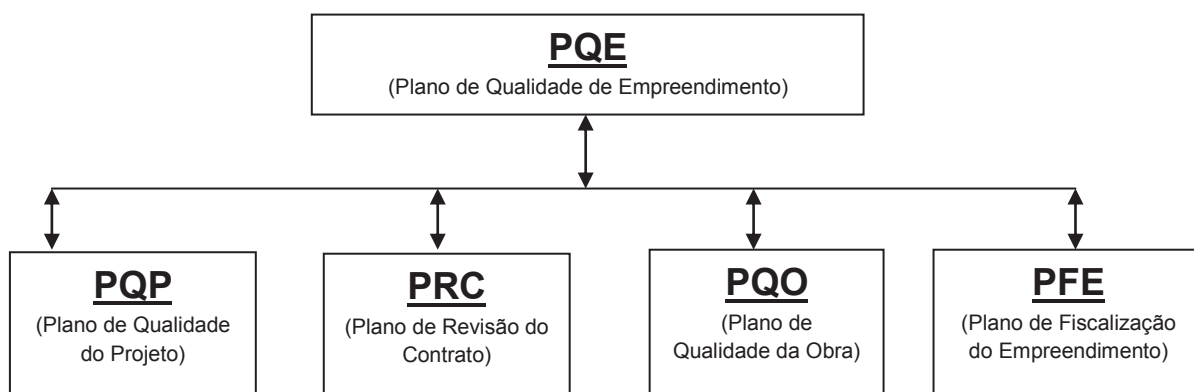 PQE
(Plano de Qualidade de Empreendimento)
PQP
(Plano de Qualidade
do Projeto)
PRC
(Plano de Revisão do
Contrato)
PQO
(Plano de
Qualidade da Obra)
PFE
(Plano de Fiscalização
do Empreendimento)